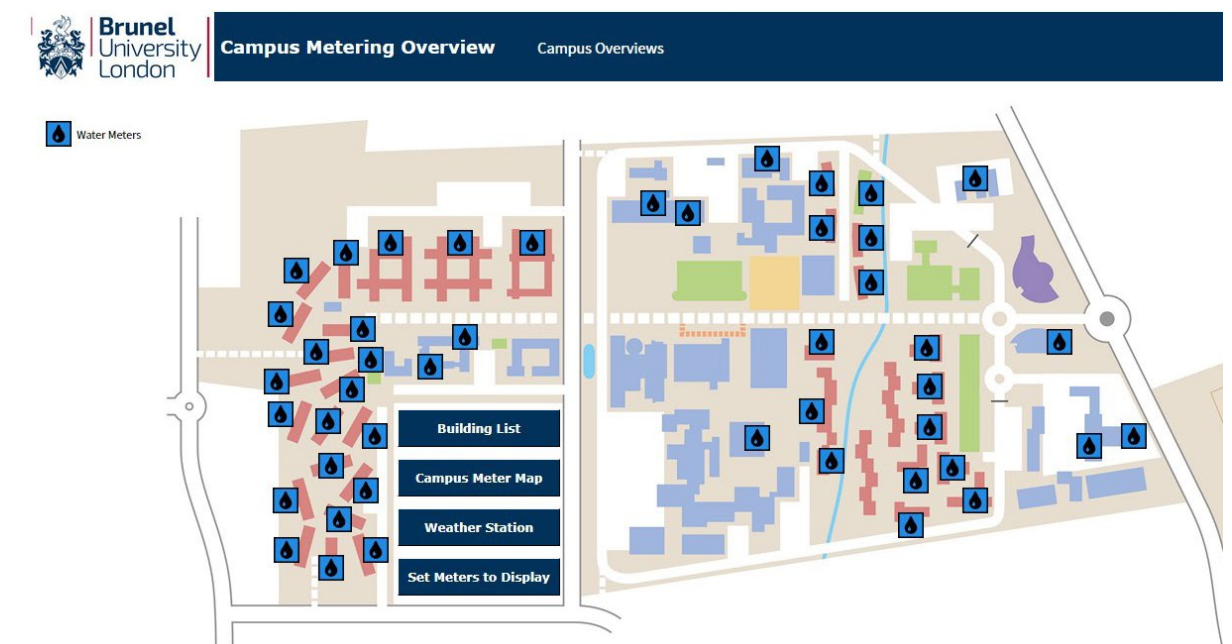 Brunel
University
London
Campus Metering Overview
Campus Overviews
Water Meters
Building List
Campus Meter Map
Weather Station
Set Meters to Display